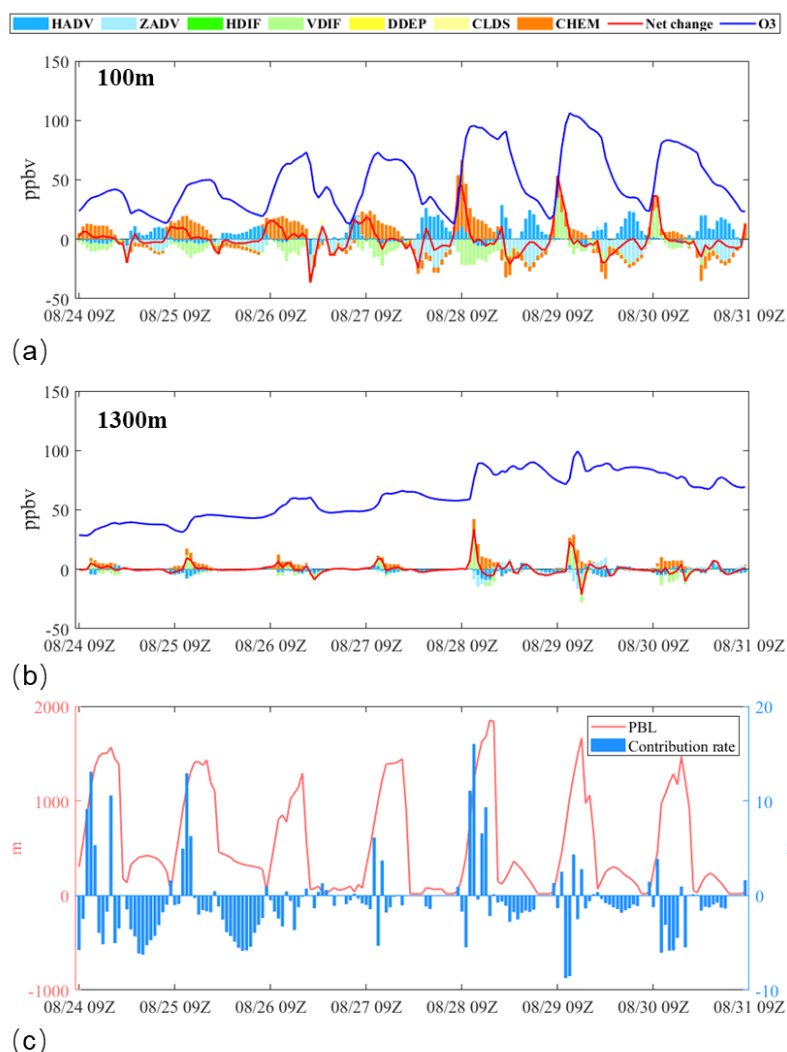 HADV ZADV HDIF VDIF DDEP CLDS CHEM Net change O3
150
100m
100
ppbv
50
0
-50
08/24 09Z 08/25 09Z 08/26 09Z 08/27 09Z 08/28 09Z 08/29 09Z 08/30 09Z 08/31 09Z
(a)
150
1300m
100
ppbv
50
0
-50
08/24 09Z 08/25 09Z 08/26 09Z 08/27 09Z 08/28 09Z 08/29 09Z 08/30 09Z 08/31 09Z
(b)
2000 20
PBL
Contribution rate
1000 10
m
0 0
-1000 -10
08/24 09Z 08/25 09Z 08/26 09Z 08/27 09Z 08/28 09Z 08/29 09Z 08/30 09Z 08/31 09Z
(c)